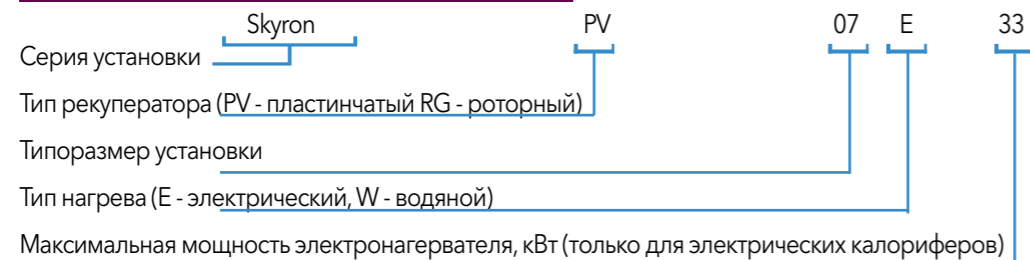 Skyron PV 07 E 33
Серия установки
Тип рекуператора (PV - пластинчатый RG - роторный)
Типоразмер установки
Тип нагрева (E - электрический, W - водяной)
Максимальная мощность электронагервателя, кВт (только для электрических калориферов)